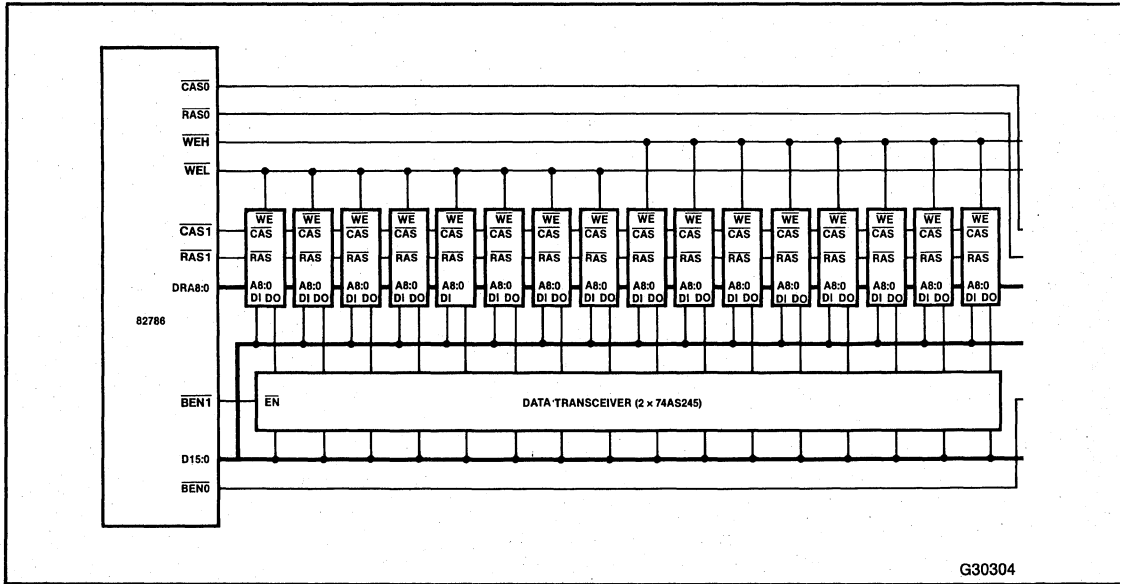 CAS0
RAS0
WEH
WEL
WE WE WE WE WE WE WE WE WE WE WE WE WE WE WE WE
CAS1 CAS CAS CAS CAS CAS CAS CAS CAS CAS CAS CAS CAS CAS CAS CAS CAS
RAS1 RAS RAS RAS RAS RAS RAS RAS RAS RAS RAS RAS RAS RAS RAS RAS RAS
DRA8:0 A8:0 A8:0 A8:0 A8:0 A8:0 A8:0 A8:0 A8:0 A8:0 A8:0 A8:0 A8:0 A8:0 A8:0 A8:0 A8:0
DI DO DI DO DI DO DI DO DI DI DO DI DO DI DO DI DO DI DO DI DO DI DO DI DO DI DO DI DO DI DO
82786
BEN1 EN DATA TRANSCEIVER (2 × 74AS245)
D15:0
BEN0
G30304